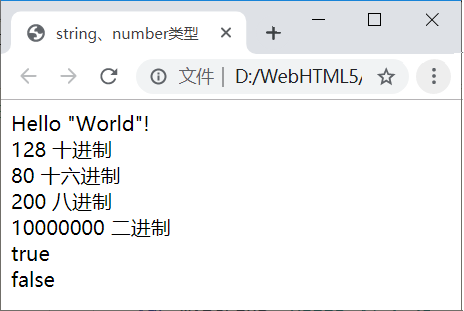 string、number类型
文件 | D:/WebHTML5/
Hello "World"!
128 十进制
80 十六进制
200 八进制
10000000 二进制
true
false